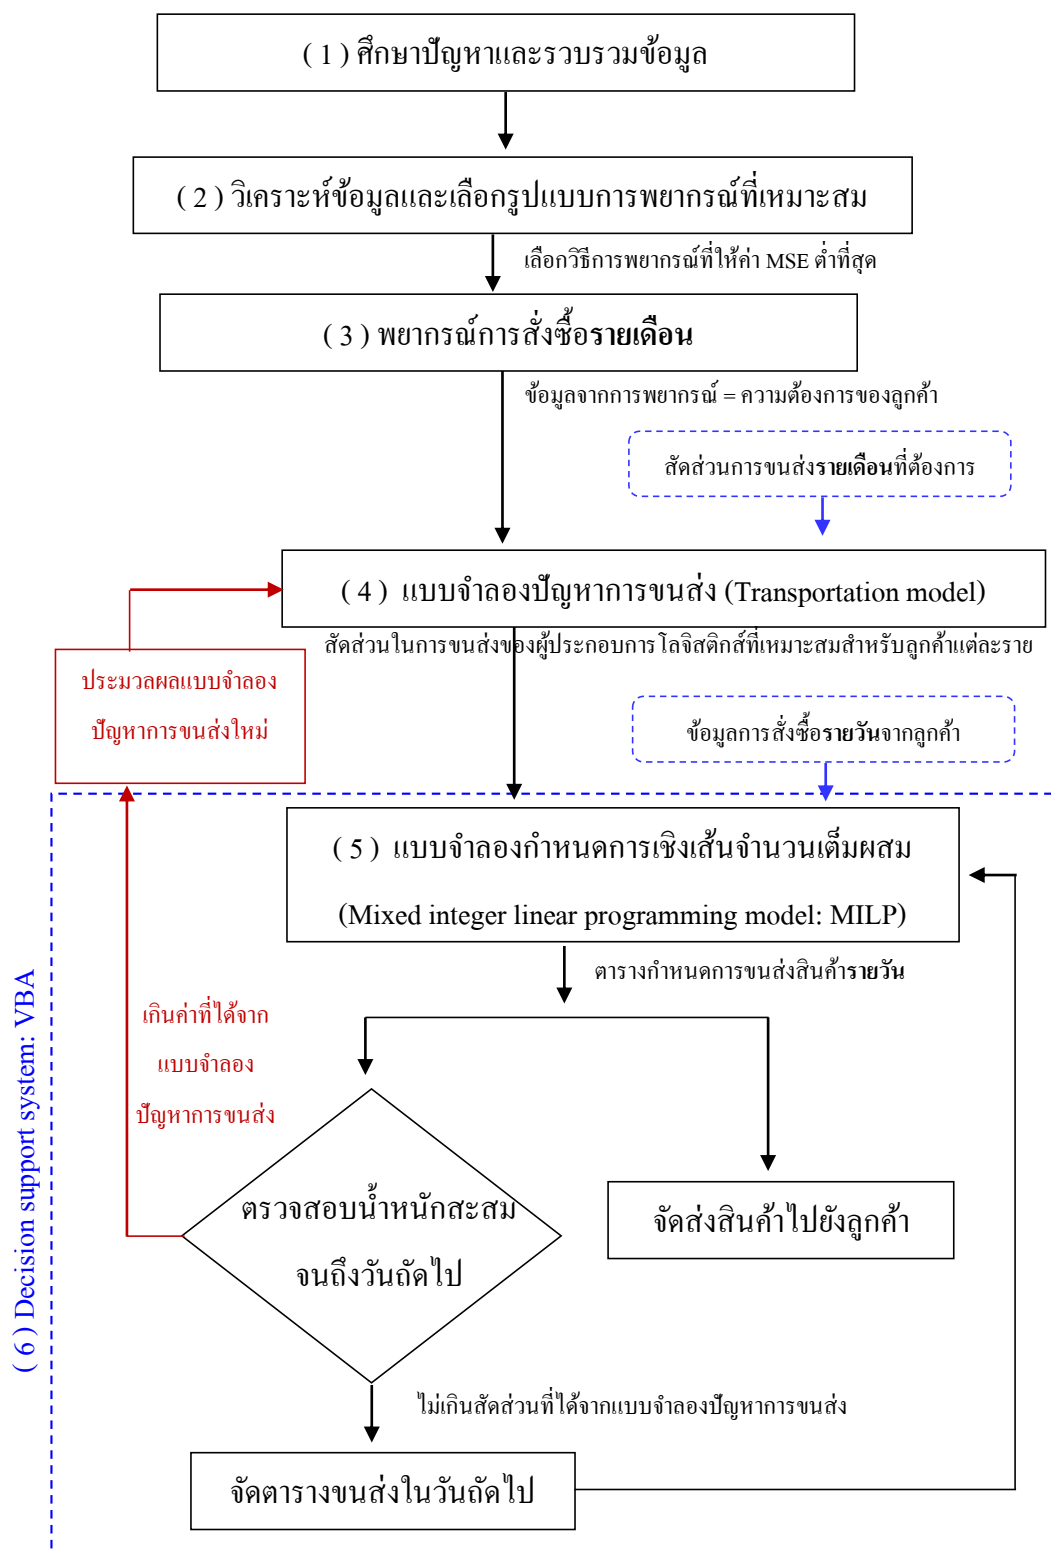 ( 1 ) ศึกษาปัญหาและรวบรวมข้อมูล
( 2 ) วิเคราะห์ข้อมูลและเลือกรูปแบบการพยากรณ์ที่เหมาะสม
เลือกวิธีการพยากรณ์ที่ให้ค่า MSE ต่ำที่สุด
( 3 ) พยากรณ์การสั่งซื้อรายเดือน
ข้อมูลจากการพยากรณ์ = ความต้องการของลูกค้า
สัดส่วนการขนส่งรายเดือนที่ต้องการ
( 4 ) แบบจำลองปัญหาการขนส่ง (Transportation model)
สัดส่วนในการขนส่งของผู้ประกอบการโลจิสติกส์ที่เหมาะสมสำหรับลูกค้าแต่ละราย
ประมวลผลแบบจำลอง
ปัญหาการขนส่งใหม่
ข้อมูลการสั่งซื้อรายวันจากลูกค้า
( 5 ) แบบจำลองกำหนดการเชิงเส้นจำนวนเต็มผสม
(Mixed integer linear programming model: MILP)
ตารางกำหนดการขนส่งสินค้ารายวัน
เกินค่าที่ได้จาก
แบบจำลอง
ปัญหาการขนส่ง
( 6 ) Decision support system: VBA
ตรวจสอบน้ำหนักสะสม
จนถึงวันถัดไป
จัดส่งสินค้าไปยังลูกค้า
ไม่เกินสัดส่วนที่ได้จากแบบจำลองปัญหาการขนส่ง
จัดตารางขนส่งในวันถัดไป